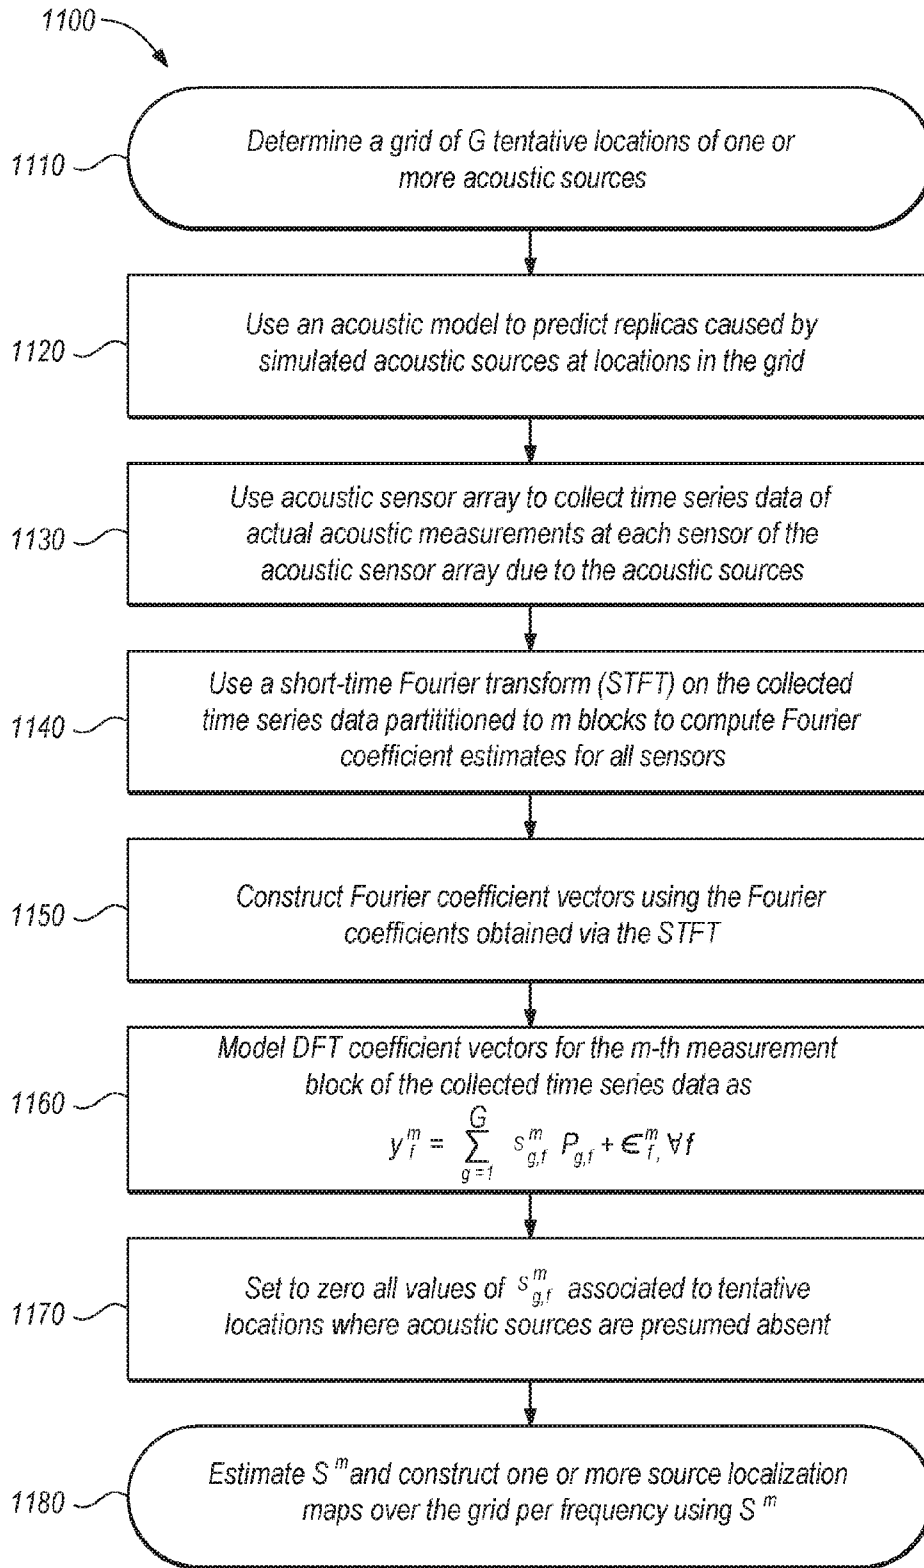 1100
1110
Determine a grid of G tentative locations of one or
more acoustic sources
1120
Use an acoustic model to predict replicas caused by
simulated acoustic sources at locations in the grid
1130
Use acoustic sensor array to collect time series data of
actual acoustic measurements at each sensor of the
acoustic sensor array due to the acoustic sources
1140
Use a short-time Fourier transform (STFT) on the collected
time series data partititioned to m blocks to compute Fourier
coefficient estimates for all sensors
1150
Construct Fourier coefficient vectors using the Fourier
coefficients obtained via the STFT
1160
Model DFT coefficient vectors for the m-th measurement
block of the collected time series data as
y_f^m = ∑_{g=1}^{G} s_{g,f}^m P_{g,f} + ϵ_f^m, ∀f
1170
Set to zero all values of s_{g,f}^m associated to tentative
locations where acoustic sources are presumed absent
1180
Estimate S^m and construct one or more source localization
maps over the grid per frequency using S^m